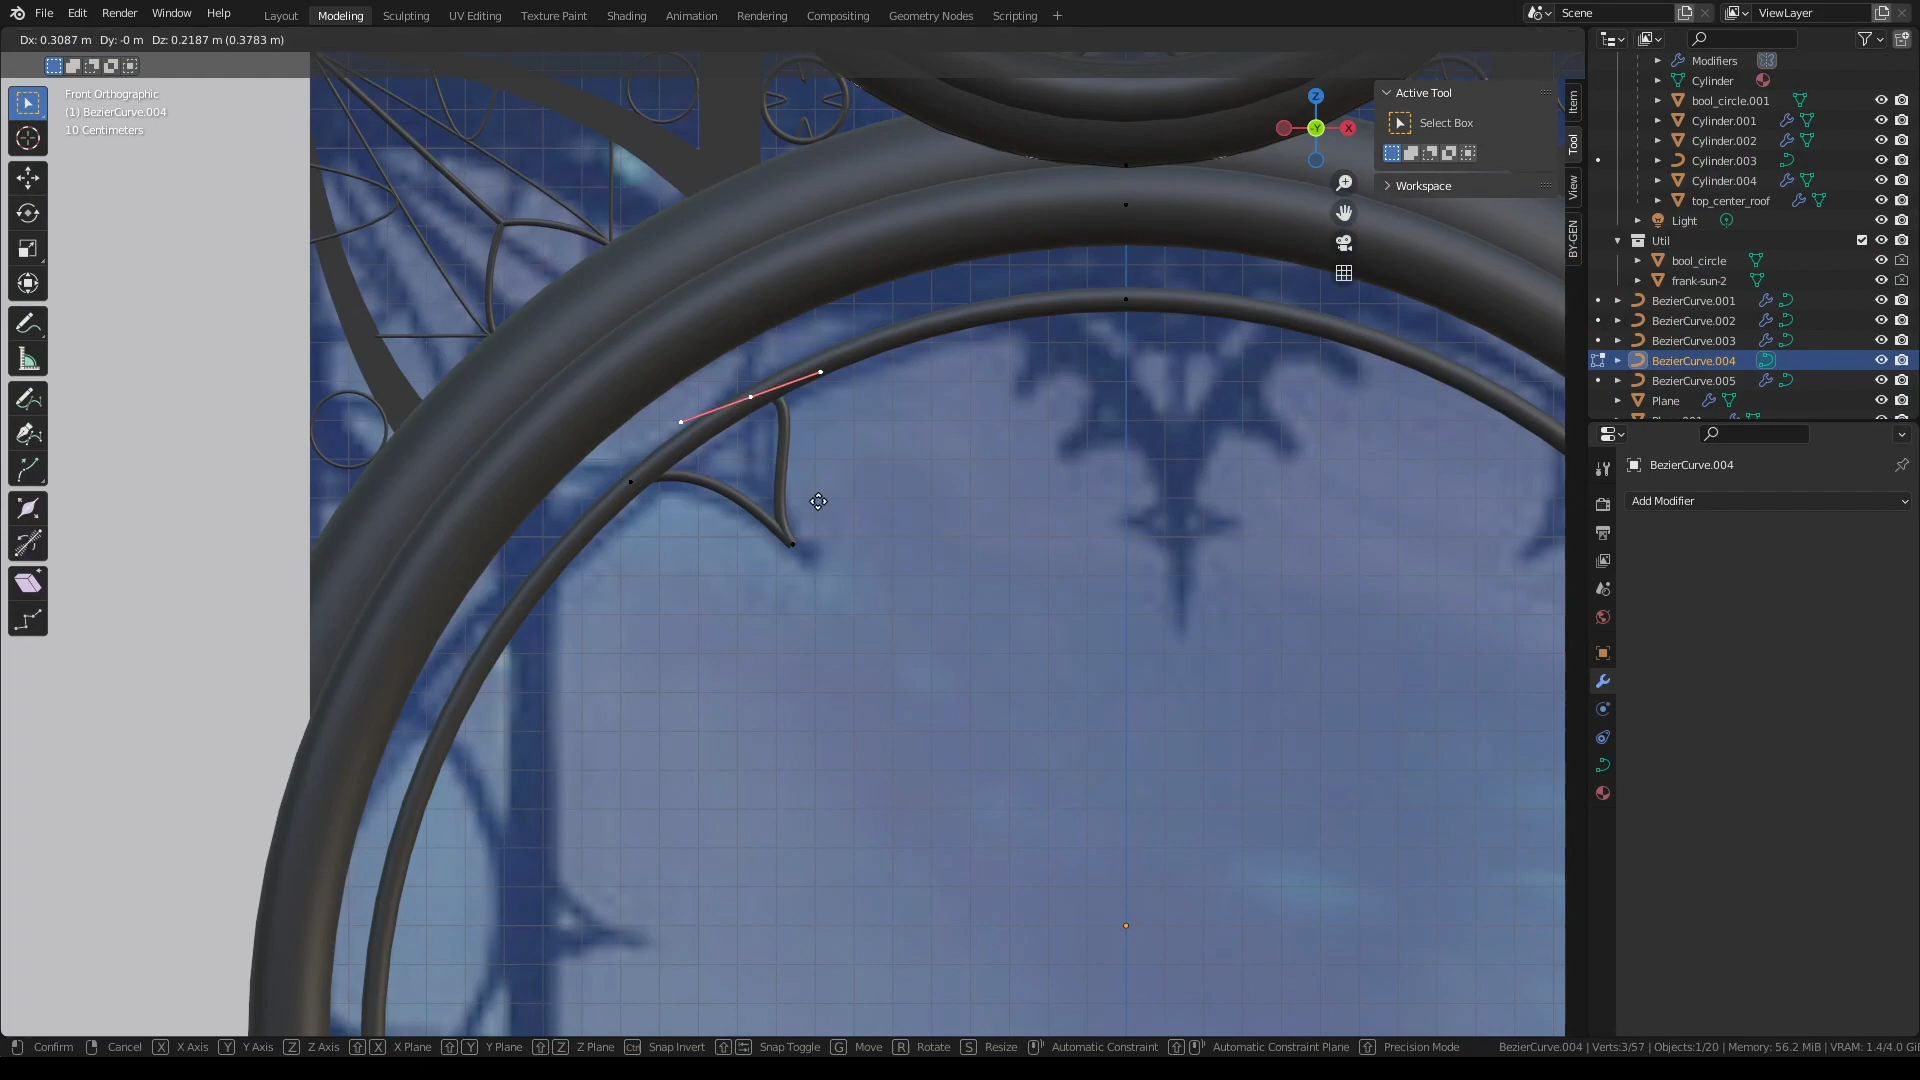 File Edit Render Window Help Layout Modeling Sculpting UV Editing Texture Paint Shading Animation Rendering Compositing Geometry Nodes Scripting + Scene ViewLayer
Dx: 0.3087 m Dy: -0 m Dz: 0.2187 m (0.3783 m)
Front Orthographic
(1) BezierCurve.004
10 Centimeters
Z
-Y X
Active Tool
Select Box
Workspace
Item
Tool
View
BY-GEN
Modifiers
Cylinder
bool_circle.001
Cylinder.001
Cylinder.002
Cylinder.003
Cylinder.004
top_center_roof
Light
Util
bool_circle
frank-sun-2
BezierCurve.001
BezierCurve.002
BezierCurve.003
BezierCurve.004
BezierCurve.005
Plane
BezierCurve.004
Add Modifier
Confirm Cancel X X Axis Y Y Axis Z Z Axis X X Plane Y Y Plane Z Z Plane Ctrl Snap Invert Snap Toggle G Move R Rotate S Resize Automatic Constraint Automatic Constraint Plane Precision Mode BezierCurve.004 | Verts:3/57 | Objects:1/20 | Memory: 56.2 MiB | VRAM: 1.4/4.0 Gi